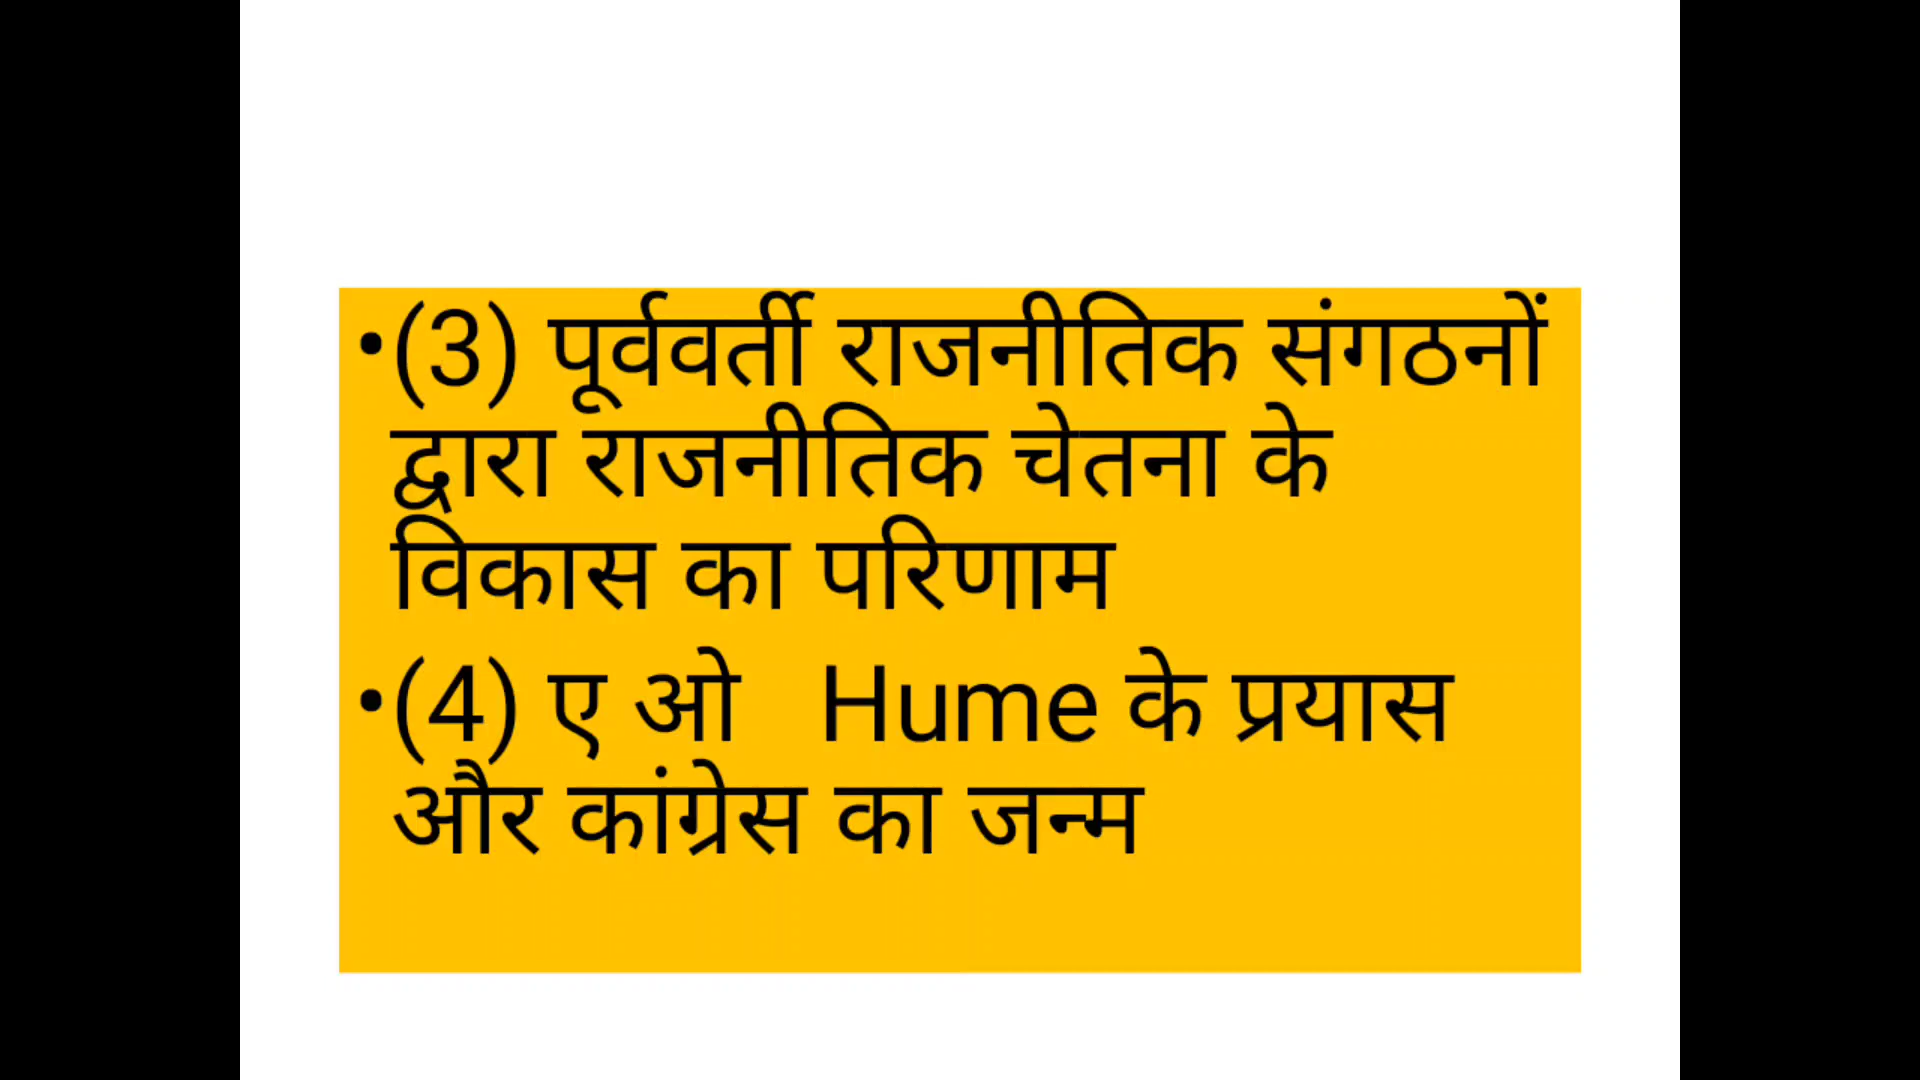 •(3) पूर्ववर्ती राजनीतिक संगठनों
द्वारा राजनीतिक चेतना के
विकास का परिणाम
•(4) ए ओ Hume के प्रयास
और कांग्रेस का जन्म